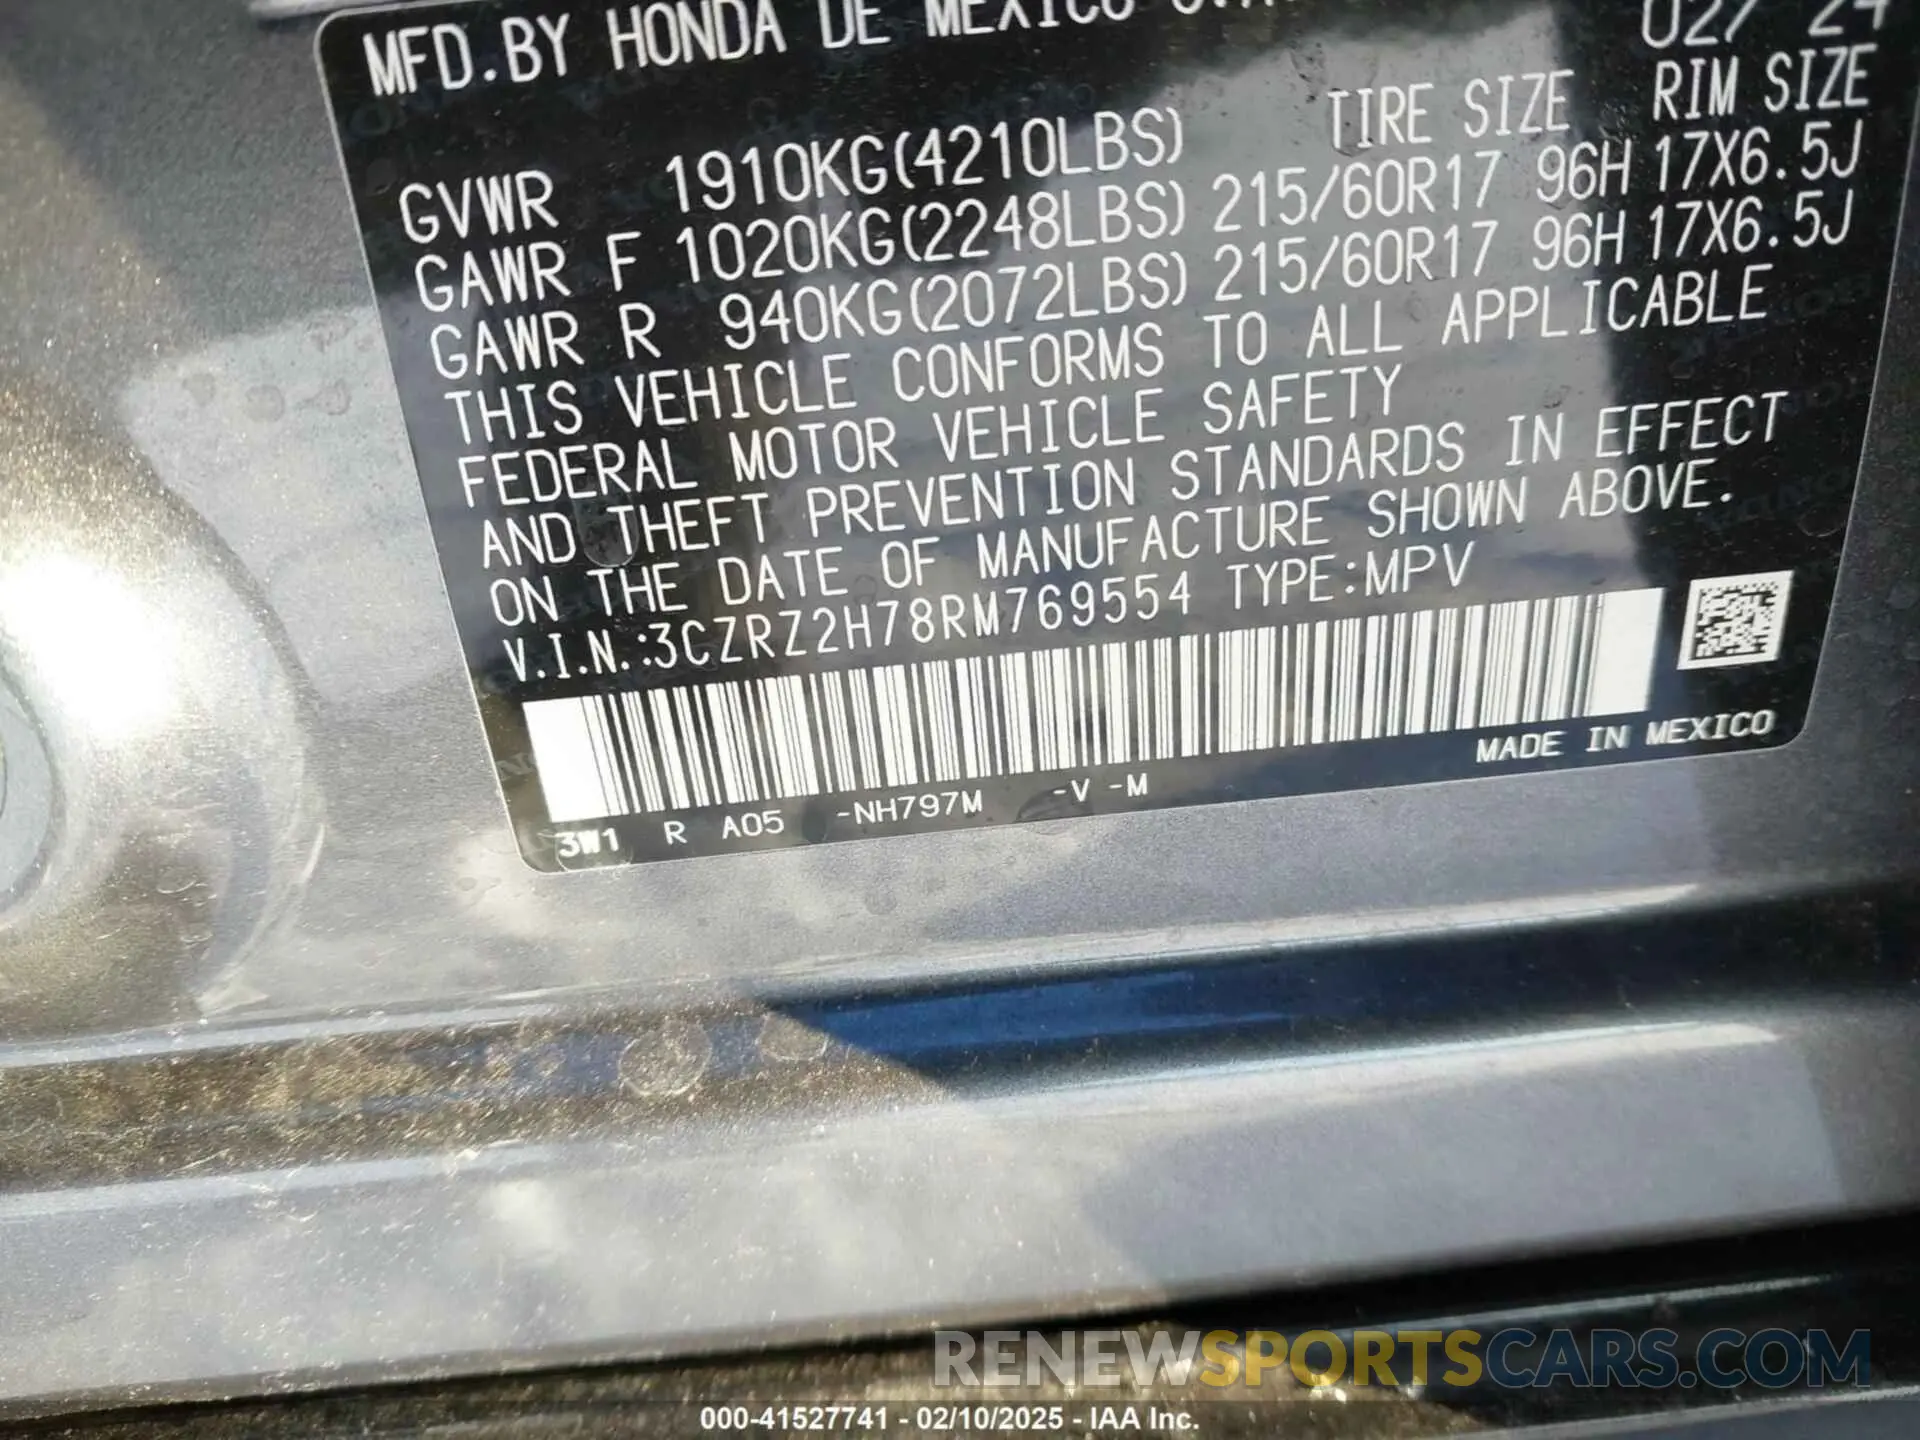 MFD.BY HONDA DE MEXICO
02/ 24
TIRE SIZE RIM SIZE
GVWR 1910KG(4210LBS)
GAWR F 1020KG(2248LBS) 215/60R17 96H 17X6.5J
GAWR R 940KG(2072LBS) 215/60R17 96H 17X6.5J
THIS VEHICLE CONFORMS TO ALL APPLICABLE
FEDERAL MOTOR VEHICLE SAFETY
AND THEFT PREVENTION STANDARDS IN EFFECT
ON THE DATE OF MANUFACTURE SHOWN ABOVE.
V.I.N.:3CZRZ2H78RM769554 TYPE:MPV
MADE IN MEXICO
3W1 R A05 -NH797M -V -M
RENEWSPORTSCARS.COM
000-41527741 - 02/10/2025 - IAA Inc.